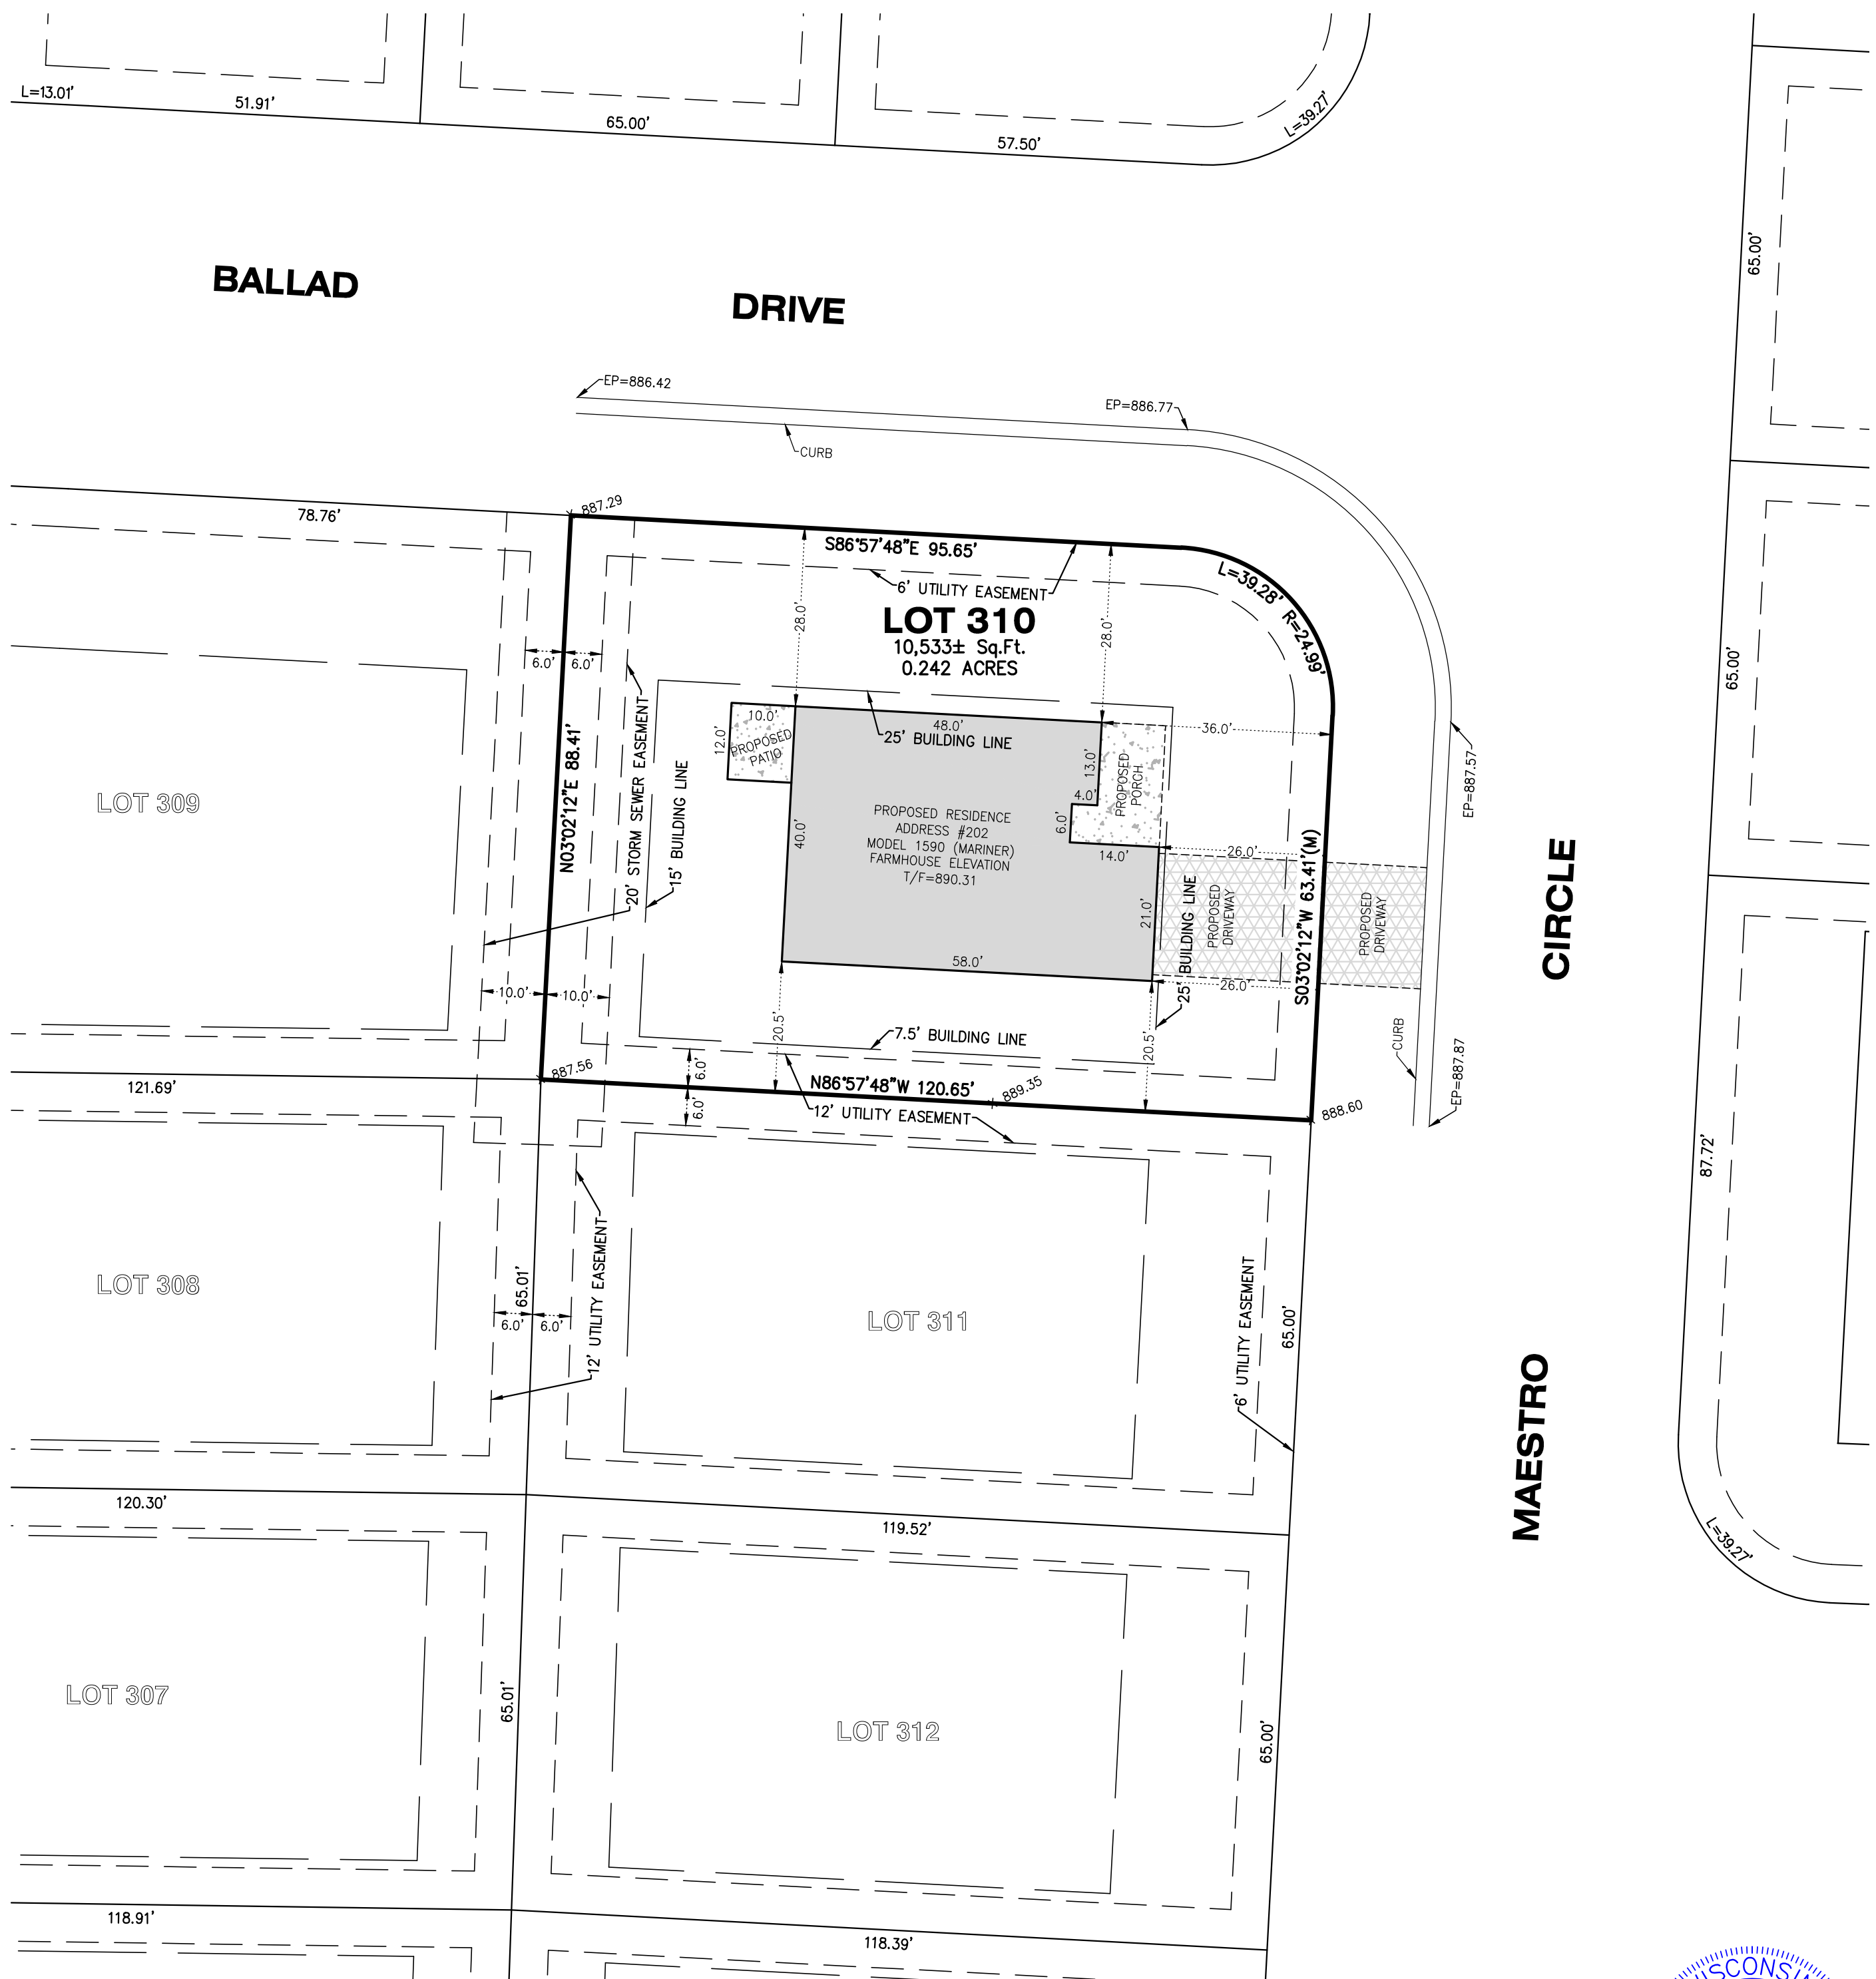 L=13.01'
51.91'
65.00'
57.50'
L=39.27'
65.00'
BALLAD
DRIVE
EP=886.42
EP=886.77
CURB
78.76'
887.29
S86°57'48"E 95.65'
6' UTILITY EASEMENT
L=39.28' R=24.99'
LOT 310
10,533± Sq.Ft.
0.242 ACRES
28.0'
28.0'
6.0'
6.0'
20' STORM SEWER EASEMENT
N03°02'12"E 88.41'
15' BUILDING LINE
10.0'
12.0'
PROPOSED
PATIO
48.0'
25' BUILDING LINE
36.0'
13.0'
PROPOSED
PORCH
4.0'
6.0'
14.0'
26.0'
40.0'
PROPOSED RESIDENCE
ADDRESS #202
MODEL 1590 (MARINER)
FARMHOUSE ELEVATION
T/F=890.31
LOT 309
21.0'
25' BUILDING LINE
PROPOSED
DRIVEWAY
S03°02'12"W 63.41'(M)
PROPOSED
DRIVEWAY
EP=887.57
65.00'
CIRCLE
58.0'
26.0'
10.0'
10.0'
20.5'
7.5' BUILDING LINE
20.5'
CURB
EP=887.87
887.56
6.0'
6.0'
N86°57'48"W 120.65'
889.35
12' UTILITY EASEMENT
888.60
121.69'
87.72'
LOT 308
65.01'
6.0'
6.0'
12' UTILITY EASEMENT
LOT 311
6' UTILITY EASEMENT
65.00'
MAESTRO
120.30'
119.52'
L=39.27'
LOT 307
65.01'
LOT 312
65.00'
118.91'
118.39'